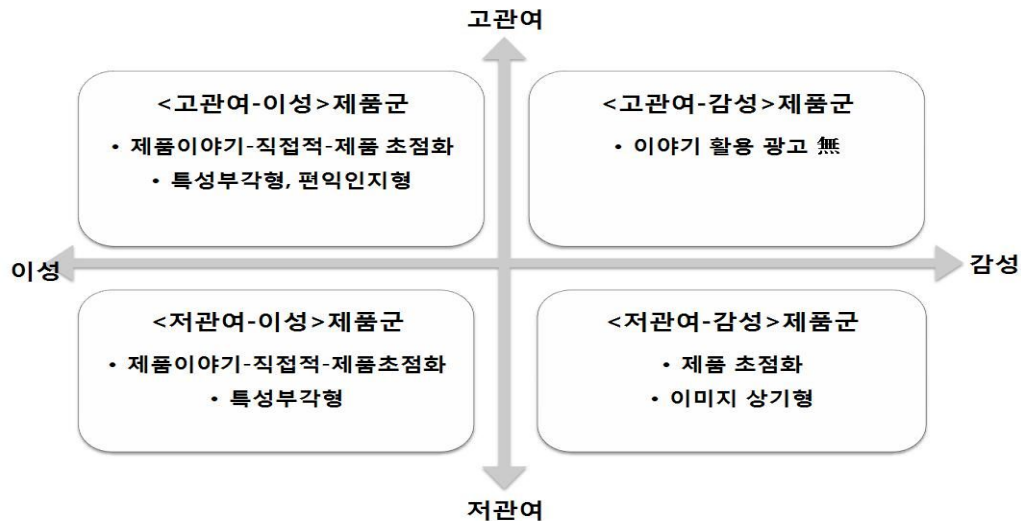 고관여
<고관여-이성>제품군
• 제품이야기-직접적-제품 초점화
• 특성부각형, 편익인지형
<고관여-감성>제품군
• 이야기 활용 광고 無
이성
감성
<저관여-이성>제품군
• 제품이야기-직접적-제품초점화
• 특성부각형
<저관여-감성>제품군
• 제품 초점화
• 이미지 상기형
저관여